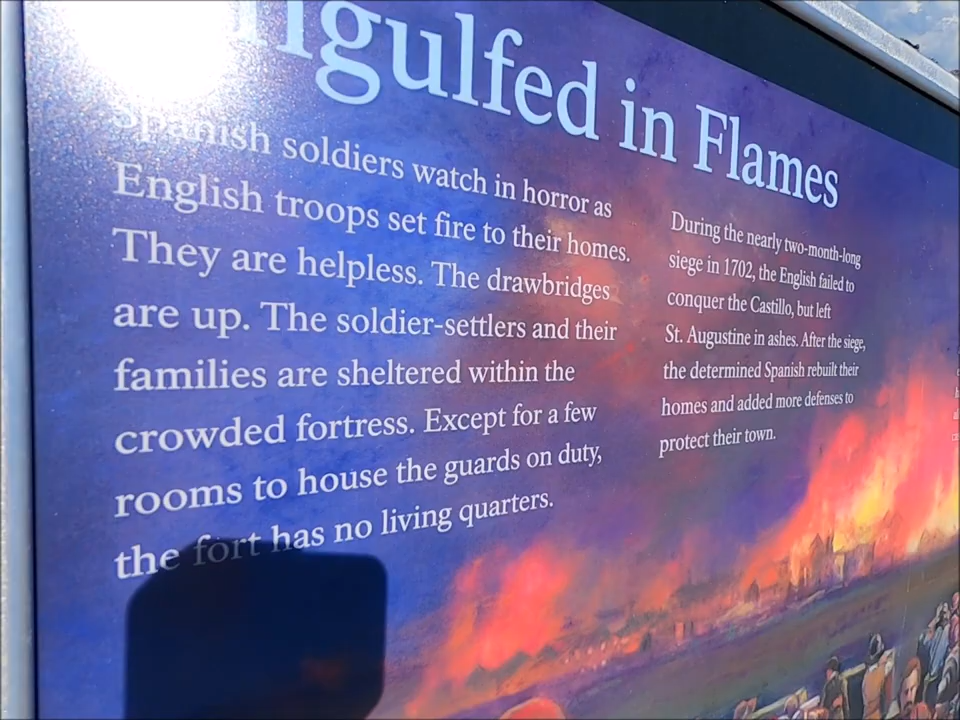 ngulfed in Flames
Spanish soldiers watch in horror as
English troops set fire to their homes.
They are helpless. The drawbridges
are up. The soldier-settlers and their
families are sheltered within the
crowded fortress. Except for a few
rooms to house the guards on duty,
the fort has no living quarters.
During the nearly two-month-long
siege in 1702, the English failed to
conquer the Castillo, but left
St. Augustine in ashes. After the siege,
the determined Spanish rebuilt their
homes and added more defenses to
protect their town.